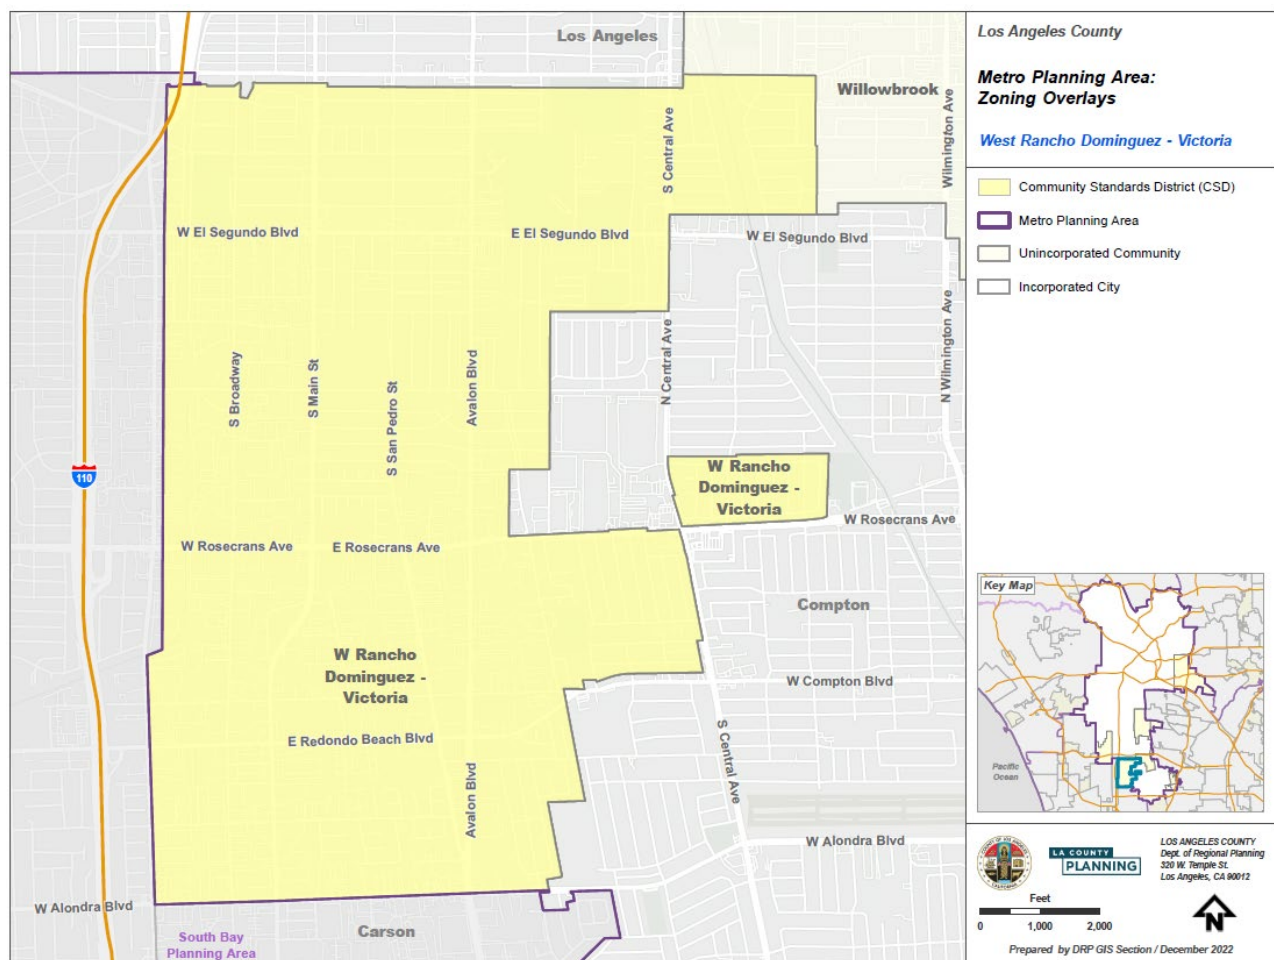 Los Angeles
Willowbrook
S Central Ave
Wilmington Ave
W El Segundo Blvd
E El Segundo Blvd
W El Segundo Blvd
S Broadway
S Main St
S San Pedro St
Avalon Blvd
N Central Ave
N Wilmington Ave
110
W Rancho
Dominguez -
Victoria
W Rosecrans Ave
E Rosecrans Ave
W Rosecrans Ave
Compton
W Rancho
Dominguez -
Victoria
W Compton Blvd
E Redondo Beach Blvd
S Central Ave
Avalon Blvd
W Alondra Blvd
W Alondra Blvd
Carson
South Bay
Planning Area
Los Angeles County
Metro Planning Area:
Zoning Overlays
West Rancho Dominguez - Victoria
Community Standards District (CSD)
Metro Planning Area
Unincorporated Community
Incorporated City
Key Map
Pacific
Ocean
LA COUNTY
PLANNING
LOS ANGELES COUNTY
Dept. of Regional Planning
320 W. Temple St.
Los Angeles, CA 90012
Feet
0 1,000 2,000
N
Prepared by DRP GIS Section / December 2022